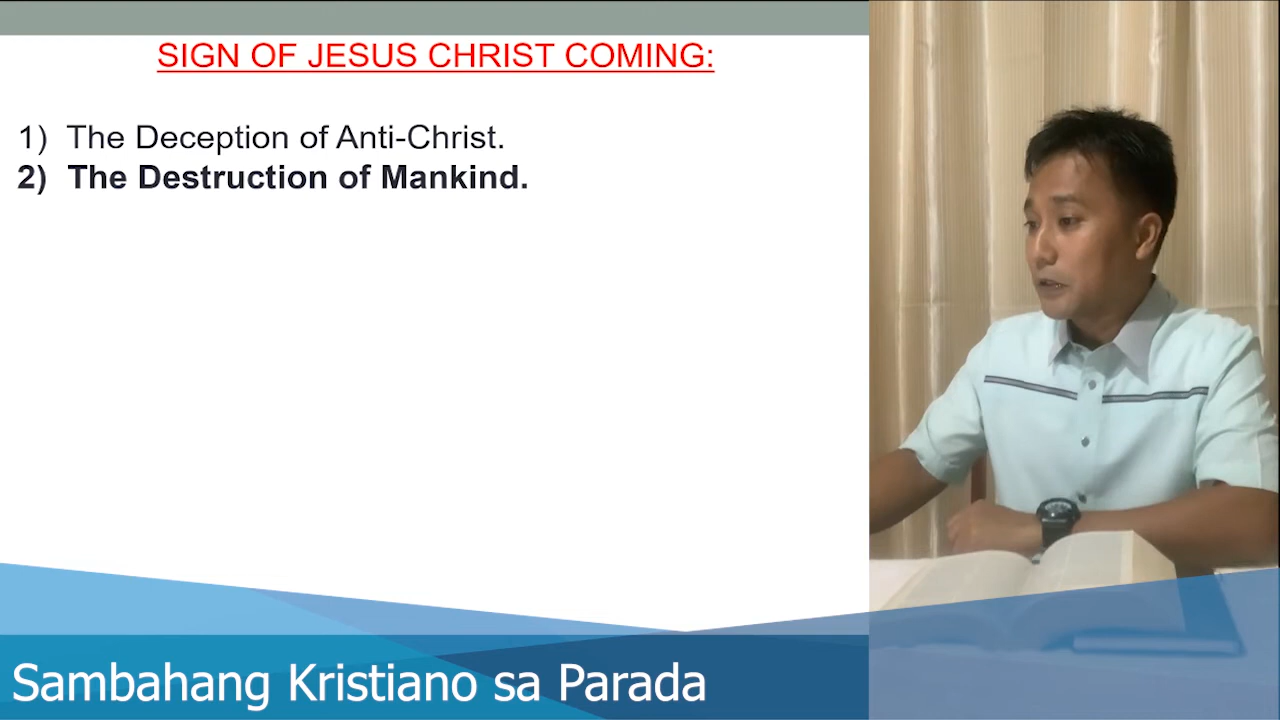 SIGN OF JESUS CHRIST COMING:
1) The Deception of Anti-Christ.
2) The Destruction of Mankind.
Sambahang Kristiano sa Parada